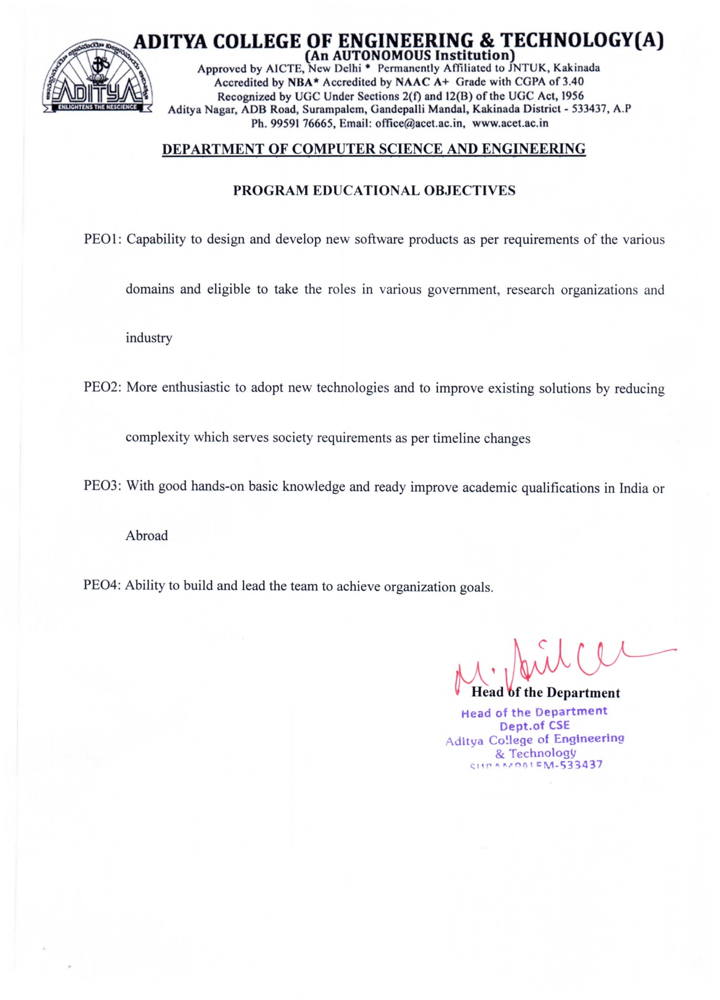 ADITYA COLLEGE OF ENGINEERING & TECHNOLOGY(A)
(An AUTONOMOUS Institution)
Approved by AICTE, New Delhi * Permanently Affiliated to JNTUK, Kakinada
Accredited by NBA* Accredited by NAAC A+ Grade with CGPA of 3.40
Recognized by UGC Under Sections 2(f) and 12(B) of the UGC Act, 1956
Aditya Nagar, ADB Road, Surampalem, Gandepalli Mandal, Kakinada District - 533437, A.P
Ph. 99591 76665, Email: office@acet.ac.in, www.acet.ac.in
ADITYA
ENLIGHTENS THE NESCIENCE
DEPARTMENT OF COMPUTER SCIENCE AND ENGINEERING
PROGRAM EDUCATIONAL OBJECTIVES
PEO1: Capability to design and develop new software products as per requirements of the various
domains and eligible to take the roles in various government, research organizations and
industry
PEO2: More enthusiastic to adopt new technologies and to improve existing solutions by reducing
complexity which serves society requirements as per timeline changes
PEO3: With good hands-on basic knowledge and ready improve academic qualifications in India or
Abroad
PEO4: Ability to build and lead the team to achieve organization goals.
Head of the Department
Head of the Department
Dept.of CSE
Aditya College of Engineering
& Technology
SURAMPALEM-533437